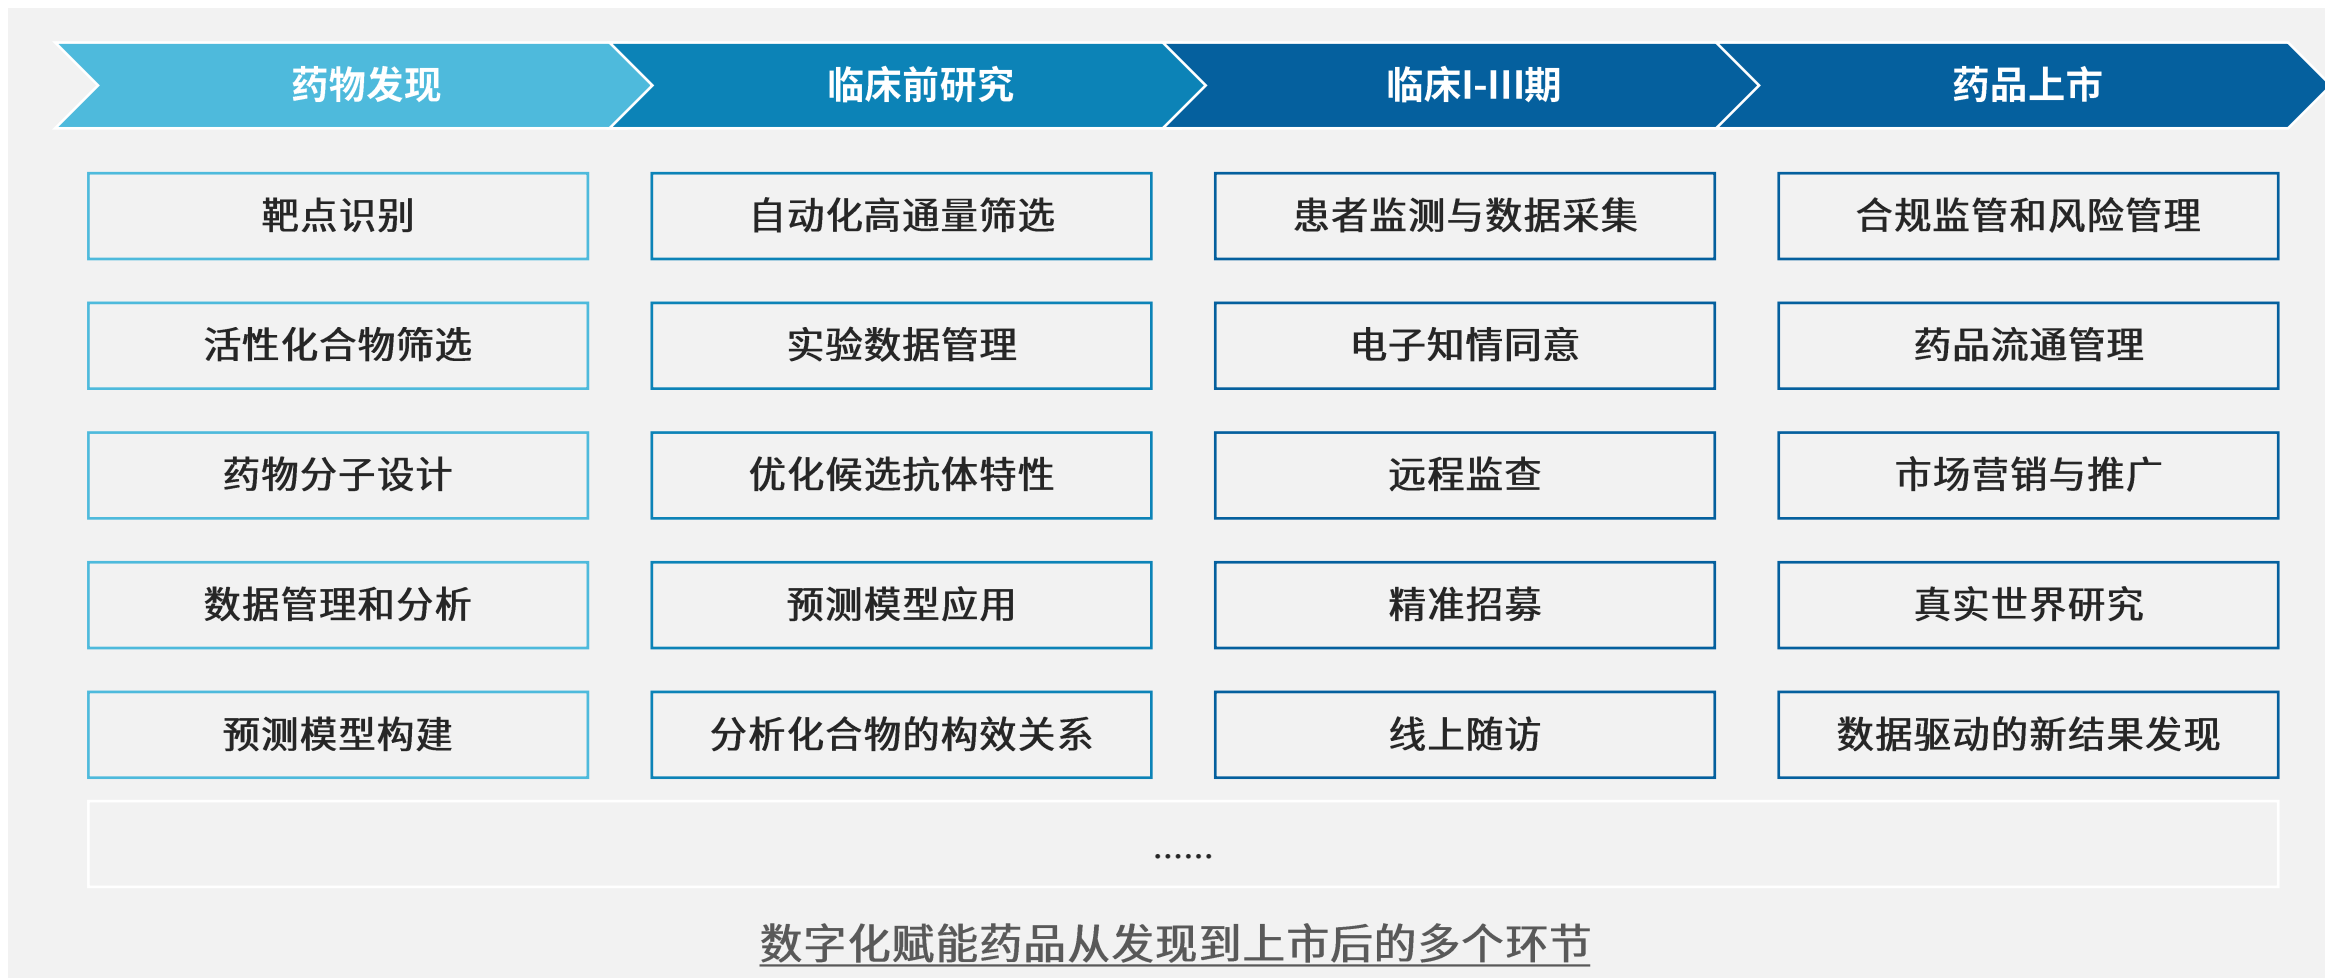 药物发现
临床前研究
临床I-III期
药品上市
靶点识别
自动化高通量筛选
患者监测与数据采集
合规监管和风险管理
活性化合物筛选
实验数据管理
电子知情同意
药品流通管理
药物分子设计
优化候选抗体特性
远程监查
市场营销与推广
数据管理和分析
预测模型应用
精准招募
真实世界研究
预测模型构建
分析化合物的构效关系
线上随访
数据驱动的新结果发现
……
数字化赋能药品从发现到上市后的多个环节